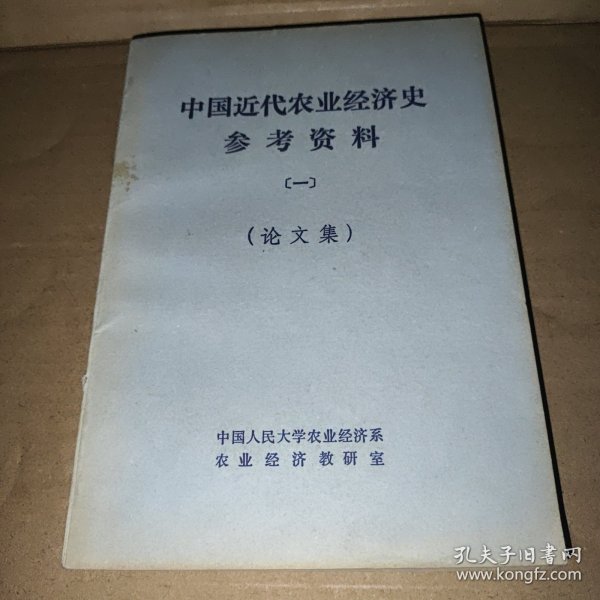 中国近代农业经济史
参考资料
〔一〕
(论文集)
中国人民大学农业经济系
农业经济教研室
孔夫子旧书网
www.kongfz.com